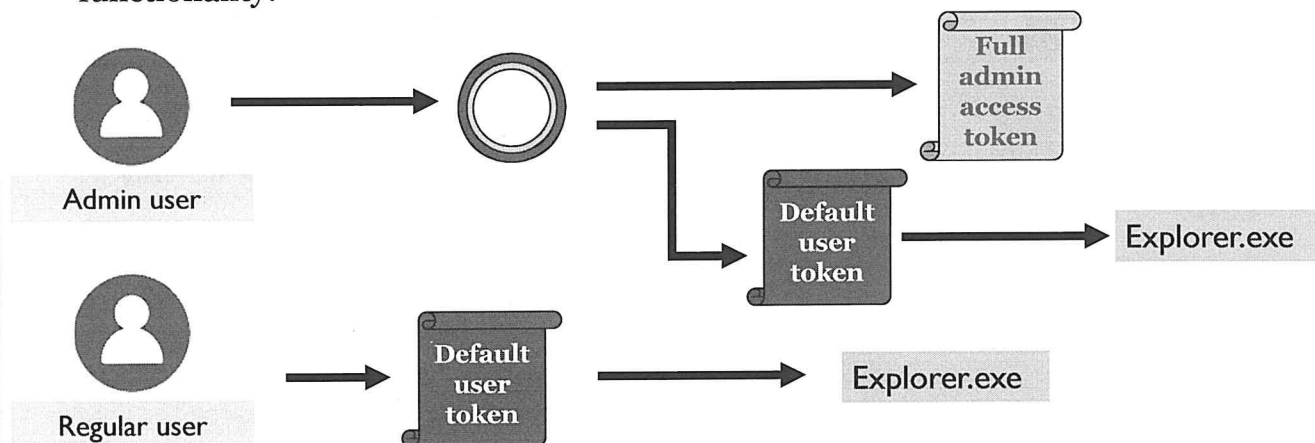 functionality.
Full
admin
access
token
Admin user
Default
user
token
Explorer.exe
Default
user
token
Explorer.exe
Regular user